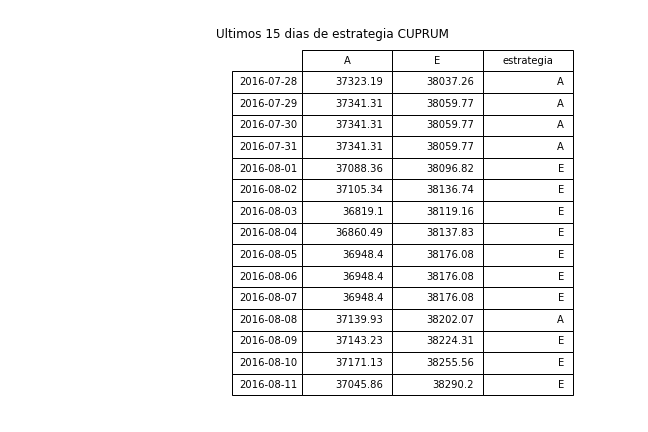 Ultimos 15 dias de estrategia CUPRUM
A E estrategia
2016-07-28 37323.19 38037.26 A
2016-07-29 37341.31 38059.77 A
2016-07-30 37341.31 38059.77 A
2016-07-31 37341.31 38059.77 A
2016-08-01 37088.36 38096.82 E
2016-08-02 37105.34 38136.74 E
2016-08-03 36819.1 38119.16 E
2016-08-04 36860.49 38137.83 E
2016-08-05 36948.4 38176.08 E
2016-08-06 36948.4 38176.08 E
2016-08-07 36948.4 38176.08 E
2016-08-08 37139.93 38202.07 A
2016-08-09 37143.23 38224.31 E
2016-08-10 37171.13 38255.56 E
2016-08-11 37045.86 38290.2 E